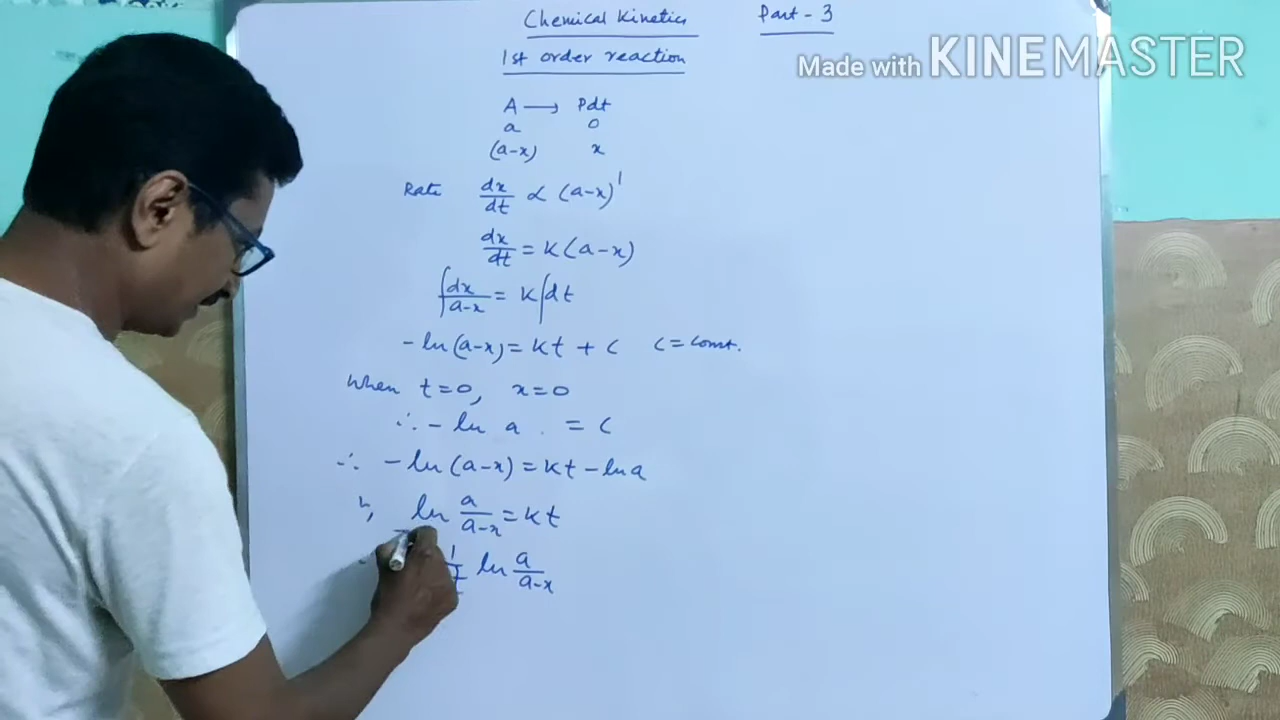 Chemical Kinetics Part - 3
Made with KINEMASTER
1st order reaction
A ⟶ Pdt
a 0
(a-x) x
Rate dx/dt ∝ (a-x)¹
dx/dt = K(a-x)
∫dx/a-x = K∫dt
-ln(a-x) = Kt + C C = Const.
When t=0, x=0
∴ - ln a = C
∴ -ln(a-x) = Kt - ln a
ln a/a-x = Kt
ln a/a-x